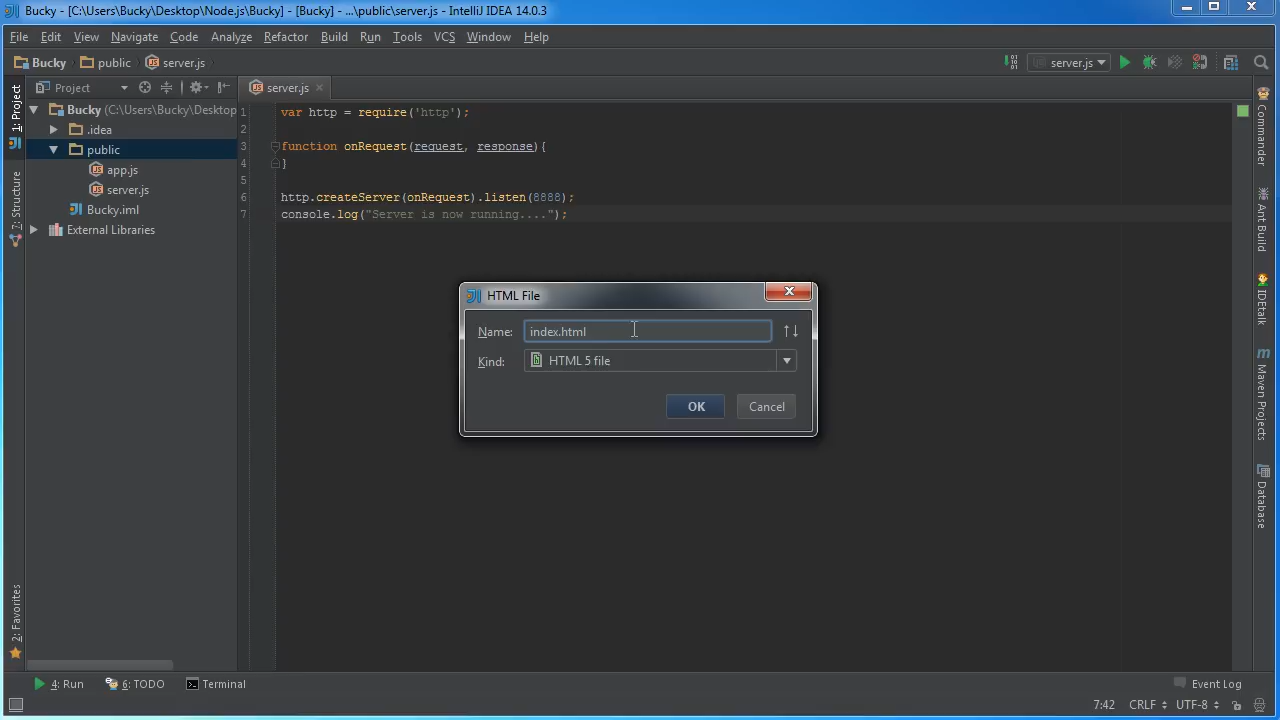 Bucky - [C:\Users\Bucky\Desktop\Node.js\Bucky] - [Bucky] - ...\public\server.js - IntelliJ IDEA 14.0.3
File Edit View Navigate Code Analyze Refactor Build Run Tools VCS Window Help
Bucky public server.js server.js
Project server.js
1: Project
7: Structure
2: Favorites
Bucky (C:\Users\Bucky\Desktop
.idea
public
app.js
server.js
Bucky.iml
External Libraries
1 var http = require('http');
2
3 function onRequest(request, response){
4 }
5
6 http.createServer(onRequest).listen(8888);
7 console.log("Server is now running....");
HTML File
Name: index.html
Kind: HTML 5 file
OK Cancel
Commander
Ant Build
IDEtalk
Maven Projects
Database
4: Run 6: TODO Terminal Event Log
7:42 CRLF UTF-8